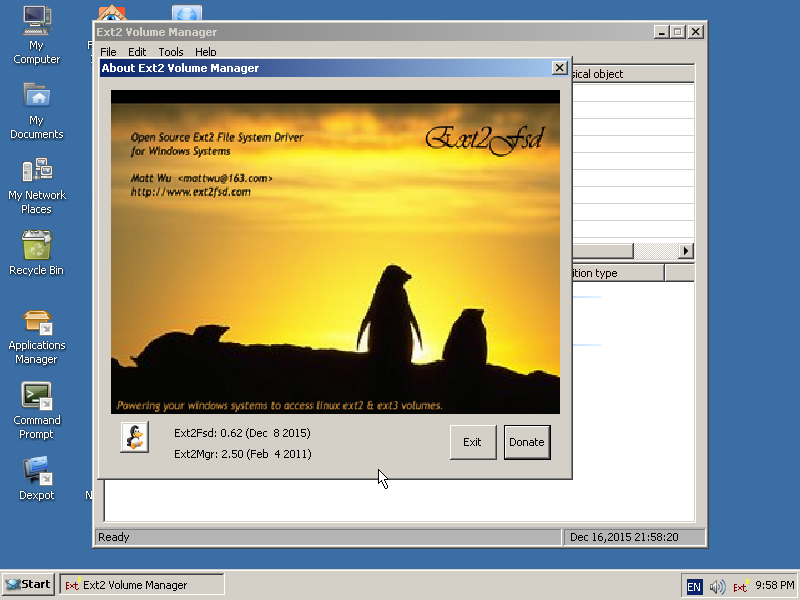 My
Computer
My
Documents
My Network
Places
Recycle Bin
Applications
Manager
Command
Prompt
Dexpot
Ext2 Volume Manager
File Edit Tools Help
About Ext2 Volume Manager
sical object
ition type
Open Source Ext2 File System Driver
for Windows Systems
Ext2Fsd
Matt Wu <mattwu@163.com>
http://www.ext2fsd.com
Powering your windows systems to access linux ext2 & ext3 volumes.
Ext2Fsd: 0.62 (Dec 8 2015)
Ext2Mgr: 2.50 (Feb 4 2011)
Exit
Donate
Ready
Dec 16,2015 21:58:20
Start
Ext Ext2 Volume Manager
EN
Ext
9:58 PM